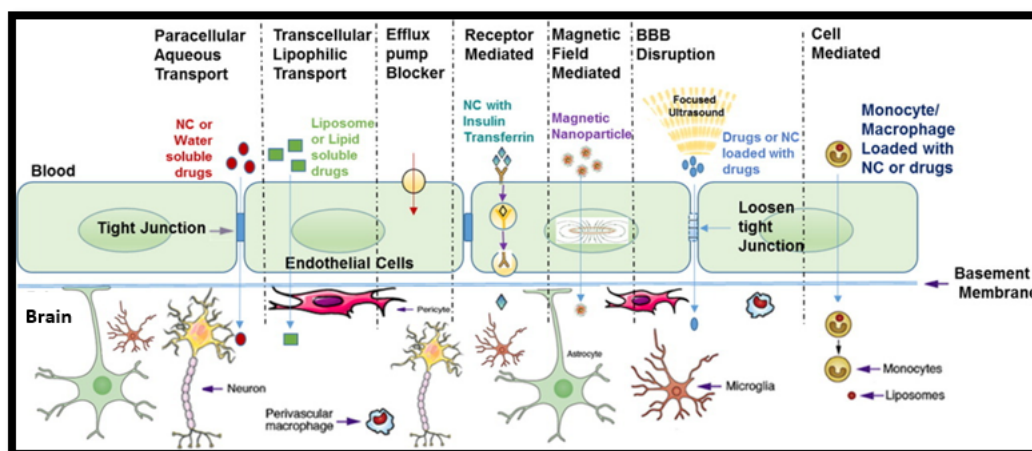 Paracellular
Aqueous
Transport
Transcellular
Lipophilic
Transport
Efflux
pump
Blocker
Receptor
Mediated
Magnetic
Field
Mediated
BBB
Disruption
Cell
Mediated
NC or
Water
soluble
drugs
Liposome
or Lipid
soluble
drugs
NC with
Insulin
Transferrin
Magnetic
Nanoparticle
Focused
Ultrasound
Drugs or NC
loaded with
drugs
Monocyte/
Macrophage
Loaded with
NC or drugs
Blood
Tight Junction
Endothelial Cells
Loosen
tight
Junction
Basement
Membrane
Brain
Pericyte
Neuron
Perivascular
macrophage
Astrocyte
Microglia
Monocytes
Liposomes